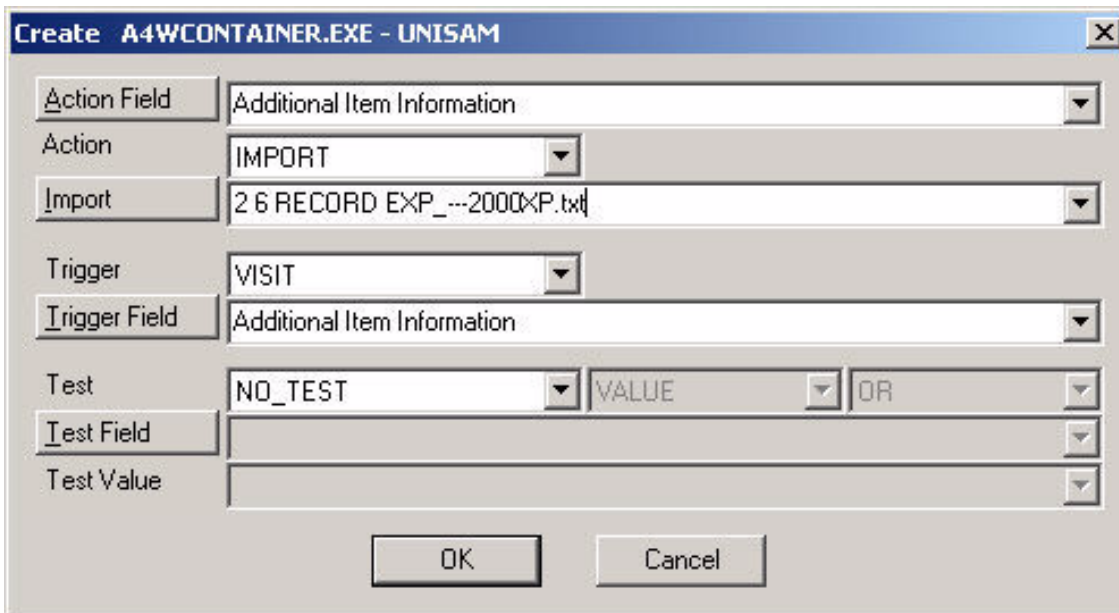 Create A4WCONTAINER.EXE - UNISAM
Action Field Additional Item Information
Action IMPORT
Import 2 6 RECORD EXP_---2000XP.txt
Trigger VISIT
Trigger Field Additional Item Information
Test NO_TEST VALUE OR
Test Field
Test Value
OK Cancel